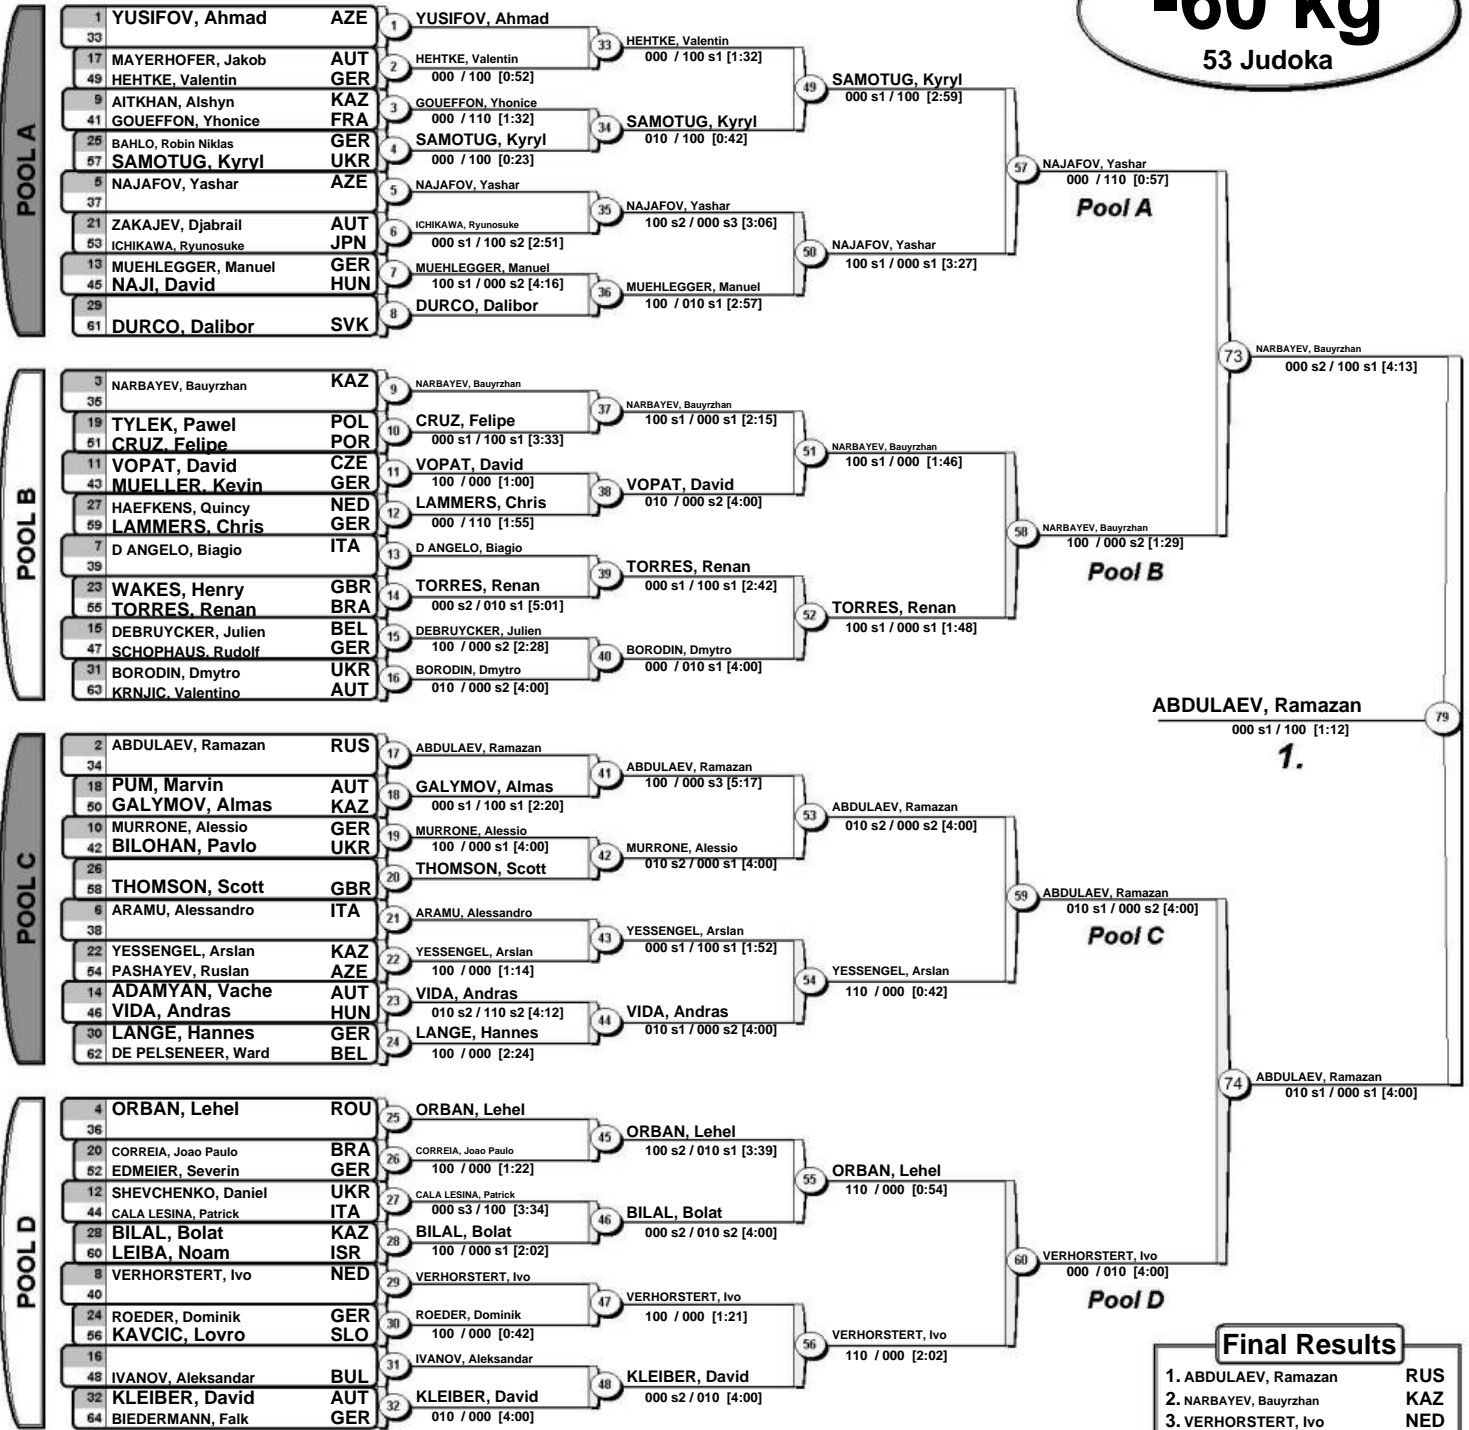 -60 kg
53 Judoka
POOL A
1 YUSIFOV, Ahmad AZE
33
17 MAYERHOFER, Jakob AUT
49 HEHTKE, Valentin GER
9 AITKHAN, Alshyn KAZ
41 GOUEFFON, Yhonice FRA
25 BAHLO, Robin Niklas GER
57 SAMOTUG, Kyryl UKR
5 NAJAFOV, Yashar AZE
37
21 ZAKAJEV, Djabrail AUT
53 ICHIKAWA, Ryunosuke JPN
13 MUEHLEGGER, Manuel GER
45 NAJI, David HUN
29
61 DURCO, Dalibor SVK
1 YUSIFOV, Ahmad
2 HEHTKE, Valentin
000 / 100 [0:52]
3 GOUEFFON, Yhonice
000 / 110 [1:32]
4 SAMOTUG, Kyryl
000 / 100 [0:23]
5 NAJAFOV, Yashar
6 ICHIKAWA, Ryunosuke
000 s1 / 100 s2 [2:51]
7 MUEHLEGGER, Manuel
100 s1 / 000 s2 [4:16]
8 DURCO, Dalibor
33 HEHTKE, Valentin
000 / 100 s1 [1:32]
34 SAMOTUG, Kyryl
010 / 100 [0:42]
35 NAJAFOV, Yashar
100 s2 / 000 s3 [3:06]
36 MUEHLEGGER, Manuel
100 / 010 s1 [2:57]
49 SAMOTUG, Kyryl
000 s1 / 100 [2:59]
50 NAJAFOV, Yashar
100 s1 / 000 s1 [3:27]
57 NAJAFOV, Yashar
000 / 110 [0:57]
Pool A
POOL B
3 NARBAYEV, Bauyrzhan KAZ
35
19 TYLEK, Pawel POL
51 CRUZ, Felipe POR
11 VOPAT, David CZE
43 MUELLER, Kevin GER
27 HAEFKENS, Quincy NED
59 LAMMERS, Chris GER
7 D ANGELO, Biagio ITA
39
23 WAKES, Henry GBR
55 TORRES, Renan BRA
15 DEBRUYCKER, Julien BEL
47 SCHOPHAUS, Rudolf GER
31 BORODIN, Dmytro UKR
63 KRNJIC, Valentino AUT
9 NARBAYEV, Bauyrzhan
10 CRUZ, Felipe
000 s1 / 100 s1 [3:33]
11 VOPAT, David
100 / 000 [1:00]
12 LAMMERS, Chris
000 / 110 [1:55]
13 D ANGELO, Biagio
14 TORRES, Renan
000 s2 / 010 s1 [5:01]
15 DEBRUYCKER, Julien
100 / 000 s2 [2:28]
16 BORODIN, Dmytro
010 / 000 s2 [4:00]
37 NARBAYEV, Bauyrzhan
100 s1 / 000 s1 [2:15]
38 VOPAT, David
010 / 000 s2 [4:00]
39 TORRES, Renan
000 s1 / 100 s1 [2:42]
40 BORODIN, Dmytro
000 / 010 s1 [4:00]
51 NARBAYEV, Bauyrzhan
100 s1 / 000 [1:46]
52 TORRES, Renan
100 s1 / 000 s1 [1:48]
58 NARBAYEV, Bauyrzhan
100 / 000 s2 [1:29]
Pool B
73 NARBAYEV, Bauyrzhan
000 s2 / 100 s1 [4:13]
ABDULAEV, Ramazan 79
000 s1 / 100 [1:12]
1.
POOL C
2 ABDULAEV, Ramazan RUS
34
18 PUM, Marvin AUT
50 GALYMOV, Almas KAZ
10 MURRONE, Alessio GER
42 BILOHAN, Pavlo UKR
26
58 THOMSON, Scott GBR
6 ARAMU, Alessandro ITA
38
22 YESSENGEL, Arslan KAZ
54 PASHAYEV, Ruslan AZE
14 ADAMYAN, Vache AUT
46 VIDA, Andras HUN
30 LANGE, Hannes GER
62 DE PELSENEER, Ward BEL
17 ABDULAEV, Ramazan
18 GALYMOV, Almas
000 s1 / 100 s1 [2:20]
19 MURRONE, Alessio
100 / 000 s1 [4:00]
20 THOMSON, Scott
21 ARAMU, Alessandro
22 YESSENGEL, Arslan
100 / 000 [1:14]
23 VIDA, Andras
010 s2 / 110 s2 [4:12]
24 LANGE, Hannes
100 / 000 [2:24]
41 ABDULAEV, Ramazan
100 / 000 s3 [5:17]
42 MURRONE, Alessio
010 s2 / 000 s1 [4:00]
43 YESSENGEL, Arslan
000 s1 / 100 s1 [1:52]
44 VIDA, Andras
010 s1 / 000 s2 [4:00]
53 ABDULAEV, Ramazan
010 s2 / 000 s2 [4:00]
54 YESSENGEL, Arslan
110 / 000 [0:42]
59 ABDULAEV, Ramazan
010 s1 / 000 s2 [4:00]
Pool C
74 ABDULAEV, Ramazan
010 s1 / 000 s1 [4:00]
POOL D
4 ORBAN, Lehel ROU
36
20 CORREIA, Joao Paulo BRA
52 EDMEIER, Severin GER
12 SHEVCHENKO, Daniel UKR
44 CALA LESINA, Patrick ITA
28 BILAL, Bolat KAZ
60 LEIBA, Noam ISR
8 VERHORSTERT, Ivo NED
40
24 ROEDER, Dominik GER
56 KAVCIC, Lovro SLO
16
48 IVANOV, Aleksandar BUL
32 KLEIBER, David AUT
64 BIEDERMANN, Falk GER
25 ORBAN, Lehel
26 CORREIA, Joao Paulo
100 / 000 [1:22]
27 CALA LESINA, Patrick
000 s3 / 100 [3:34]
28 BILAL, Bolat
100 / 000 s1 [2:02]
29 VERHORSTERT, Ivo
30 ROEDER, Dominik
100 / 000 [0:42]
31 IVANOV, Aleksandar
32 KLEIBER, David
010 / 000 [4:00]
45 ORBAN, Lehel
100 s2 / 010 s1 [3:39]
46 BILAL, Bolat
000 s2 / 010 s2 [4:00]
47 VERHORSTERT, Ivo
100 / 000 [1:21]
48 KLEIBER, David
000 s2 / 010 [4:00]
55 ORBAN, Lehel
110 / 000 [0:54]
56 VERHORSTERT, Ivo
110 / 000 [2:02]
60 VERHORSTERT, Ivo
000 / 010 [4:00]
Pool D
Final Results
1. ABDULAEV, Ramazan RUS
2. NARBAYEV, Bauyrzhan KAZ
3. VERHORSTERT, Ivo NED